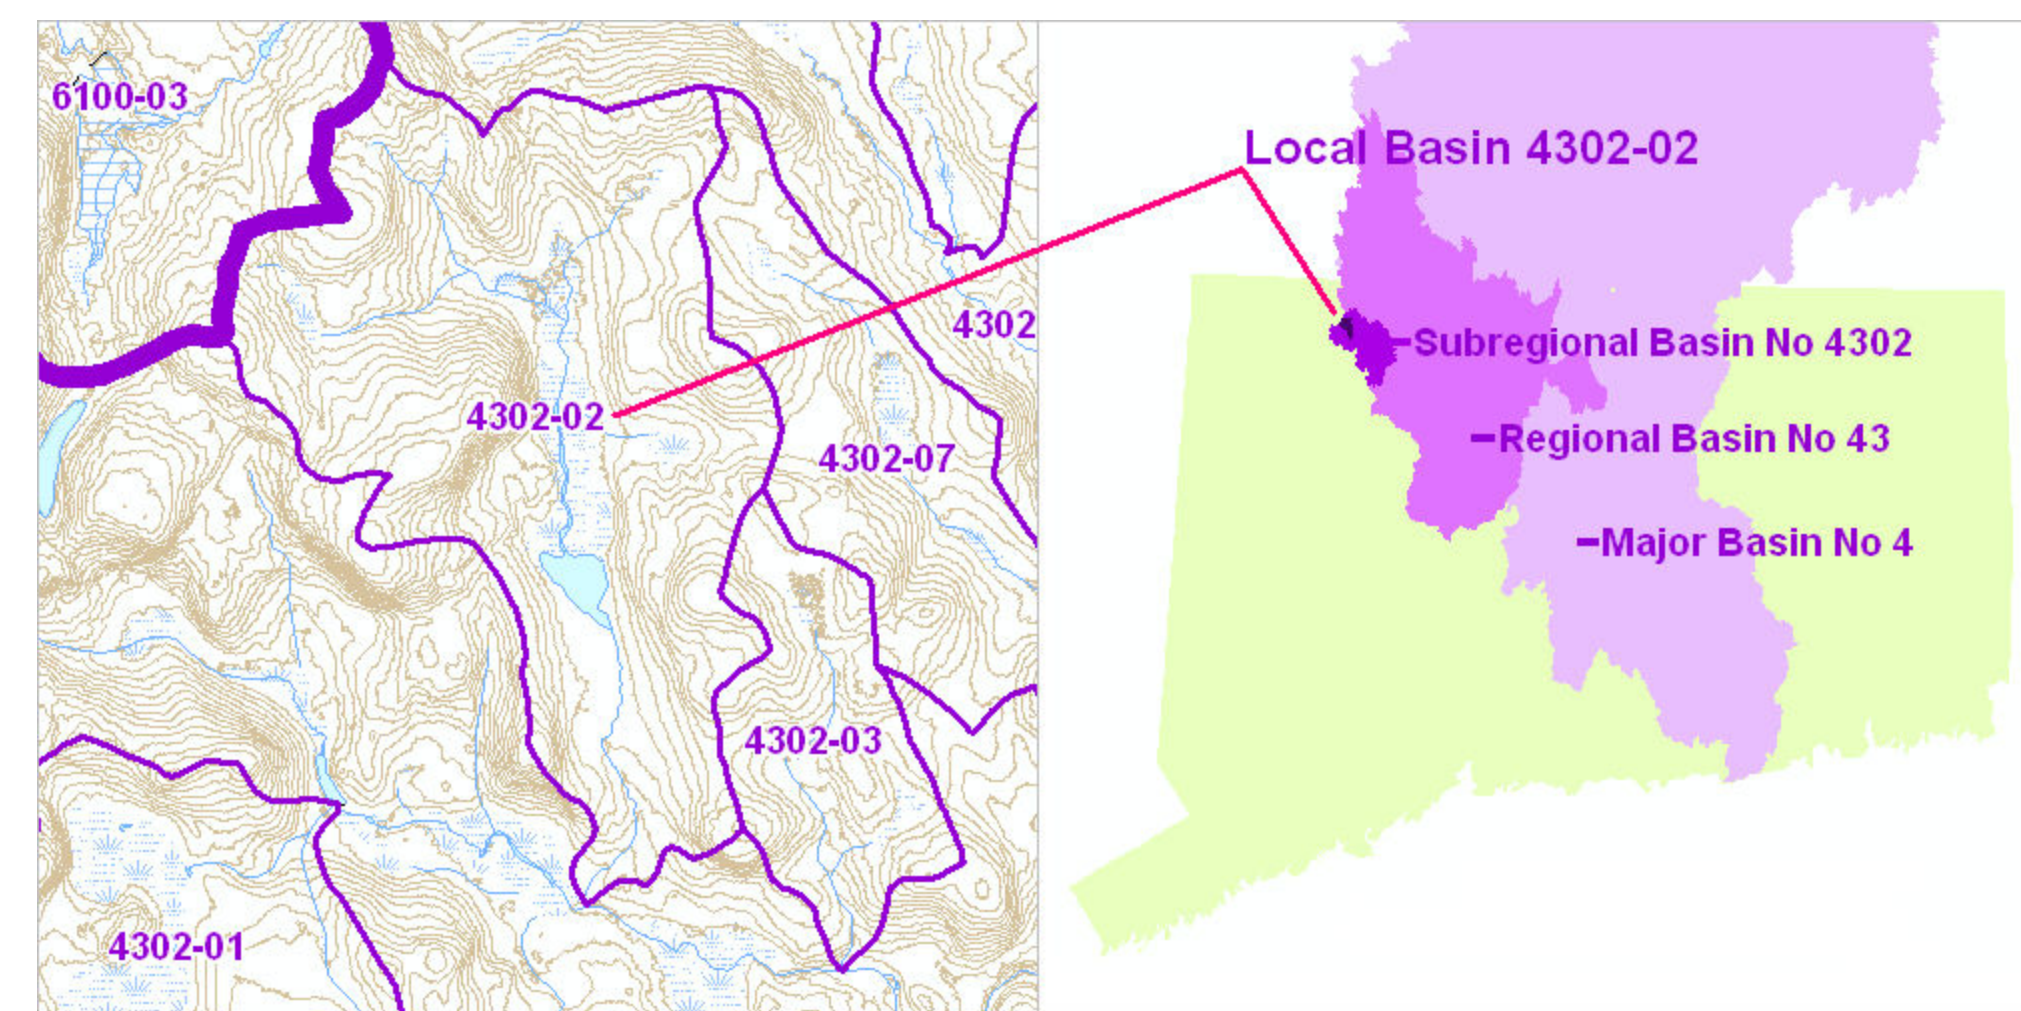 6100-03
Local Basin 4302-02
4302
Subregional Basin No 4302
4302-02
4302-07
Regional Basin No 43
Major Basin No 4
4302-03
4302-01